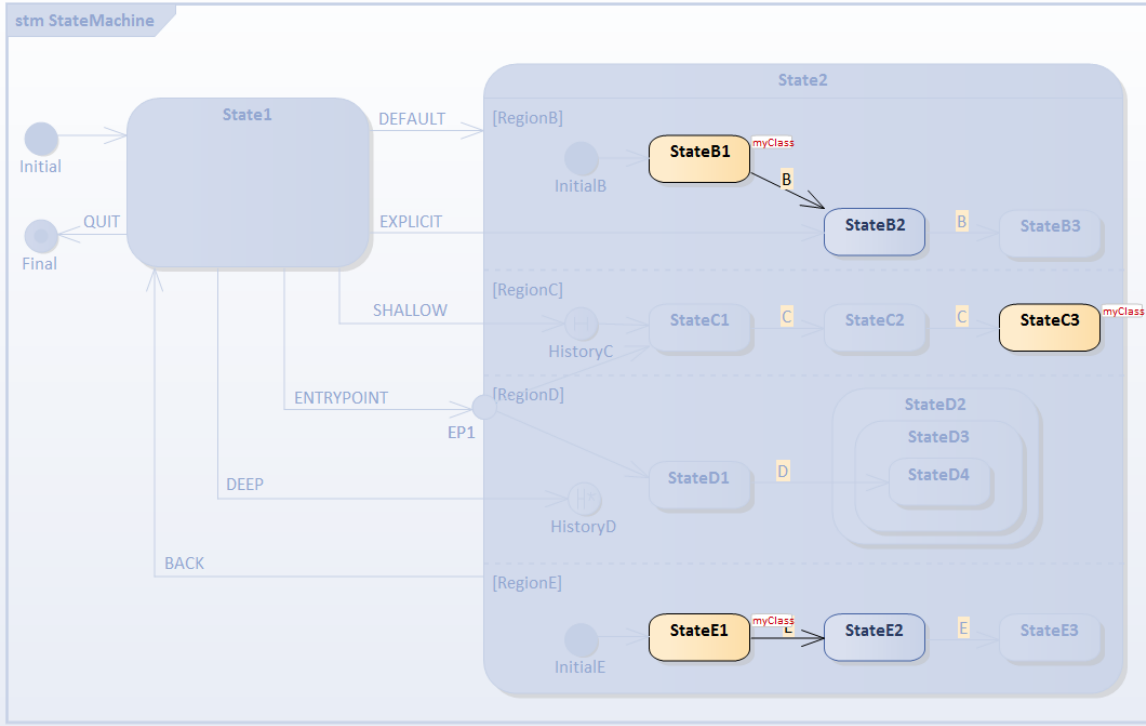 stm StateMachine
State2
State1
DEFAULT
[RegionB]
Initial
InitialB
StateB1
myClass
B
QUIT
EXPLICIT
StateB2
B
StateB3
Final
[RegionC]
SHALLOW
HistoryC
StateC1
C
StateC2
C
StateC3
myClass
ENTRYPOINT
EP1
[RegionD]
StateD2
StateD3
StateD4
StateD1
D
DEEP
HistoryD
BACK
[RegionE]
InitialE
StateE1
myClass
StateE2
E
StateE3